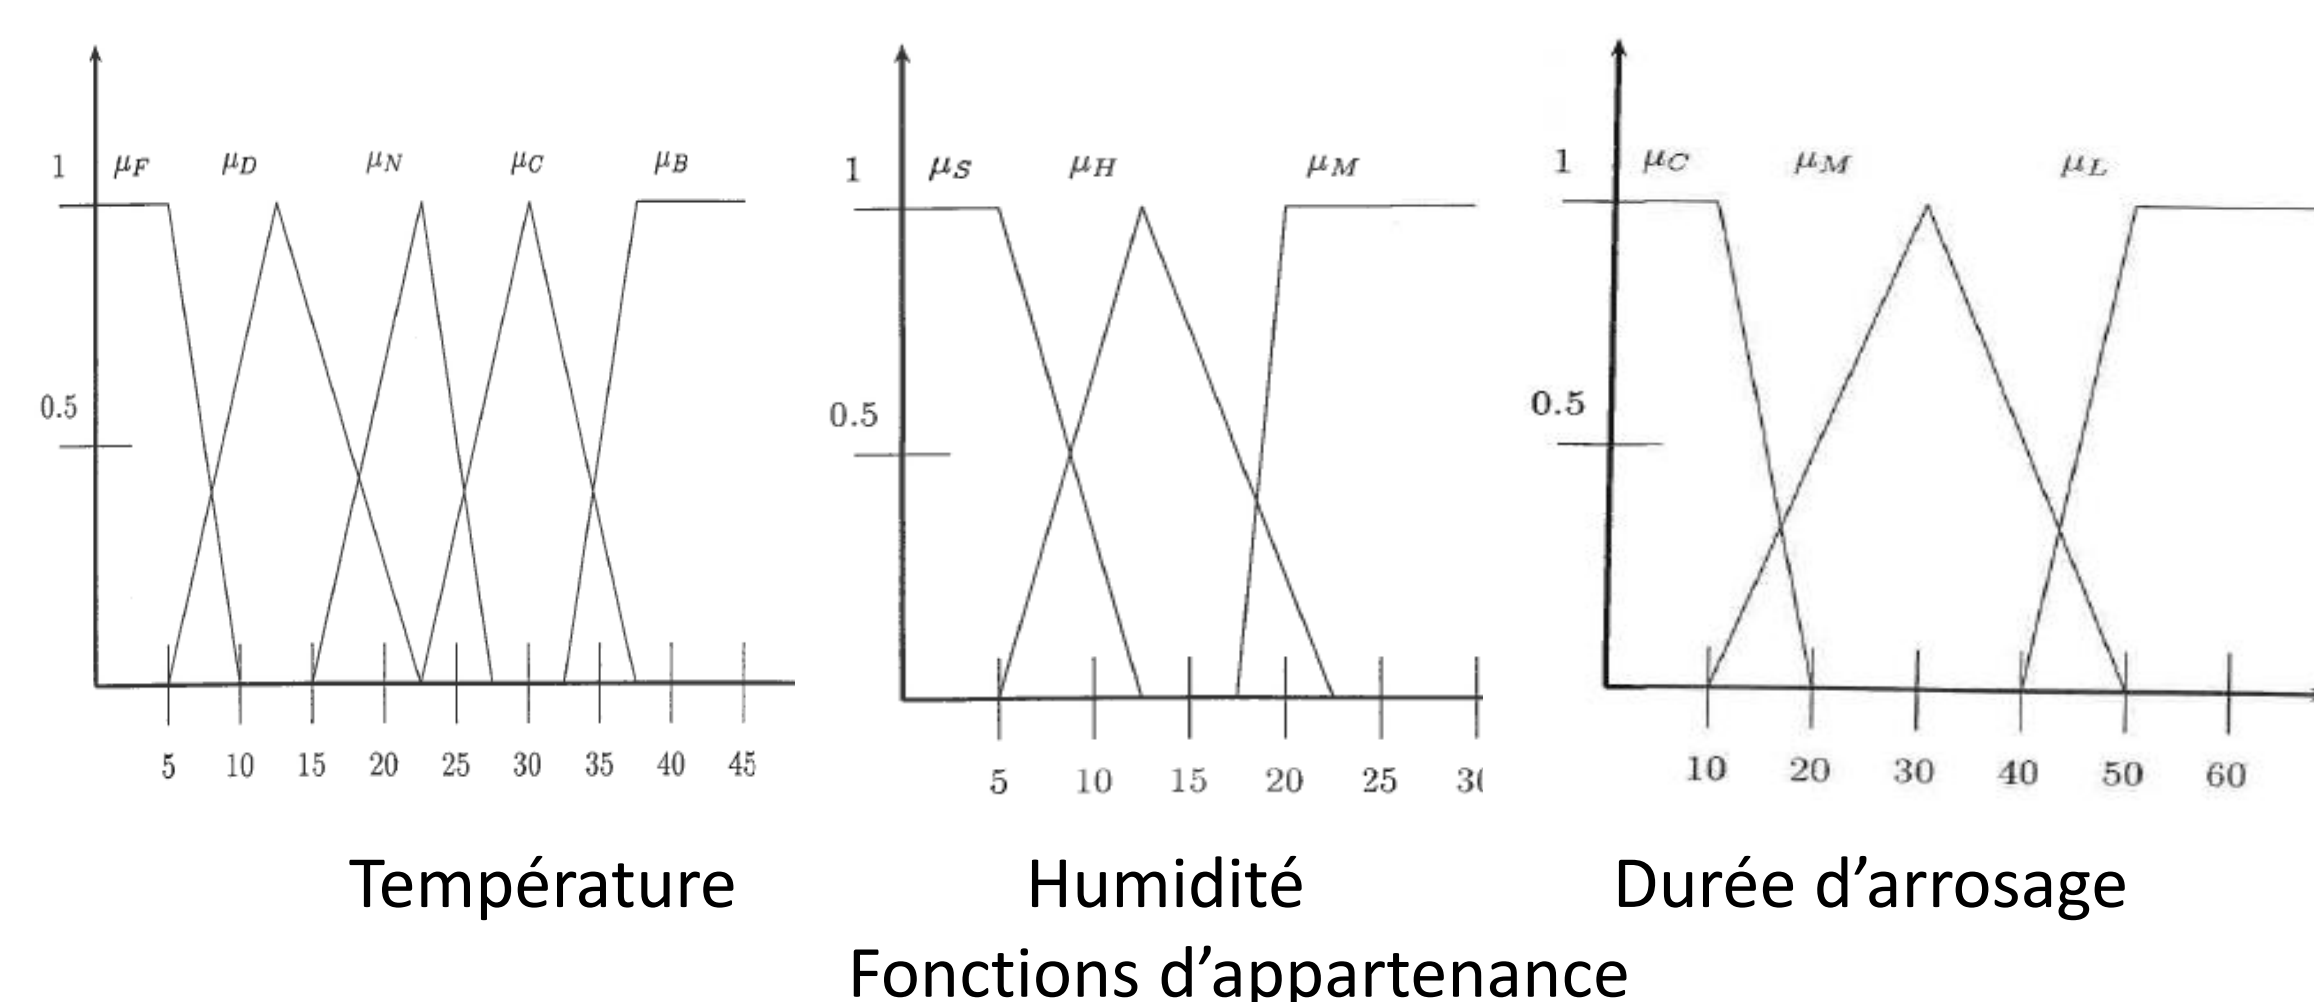 1 μF μD μN μC μB
0.5
5 10 15 20 25 30 35 40 45
Température
1 μS μH μM
0.5
5 10 15 20 25 30
Humidité
1 μC μM μL
0.5
10 20 30 40 50 60
Durée d’arrosage
Fonctions d’appartenance